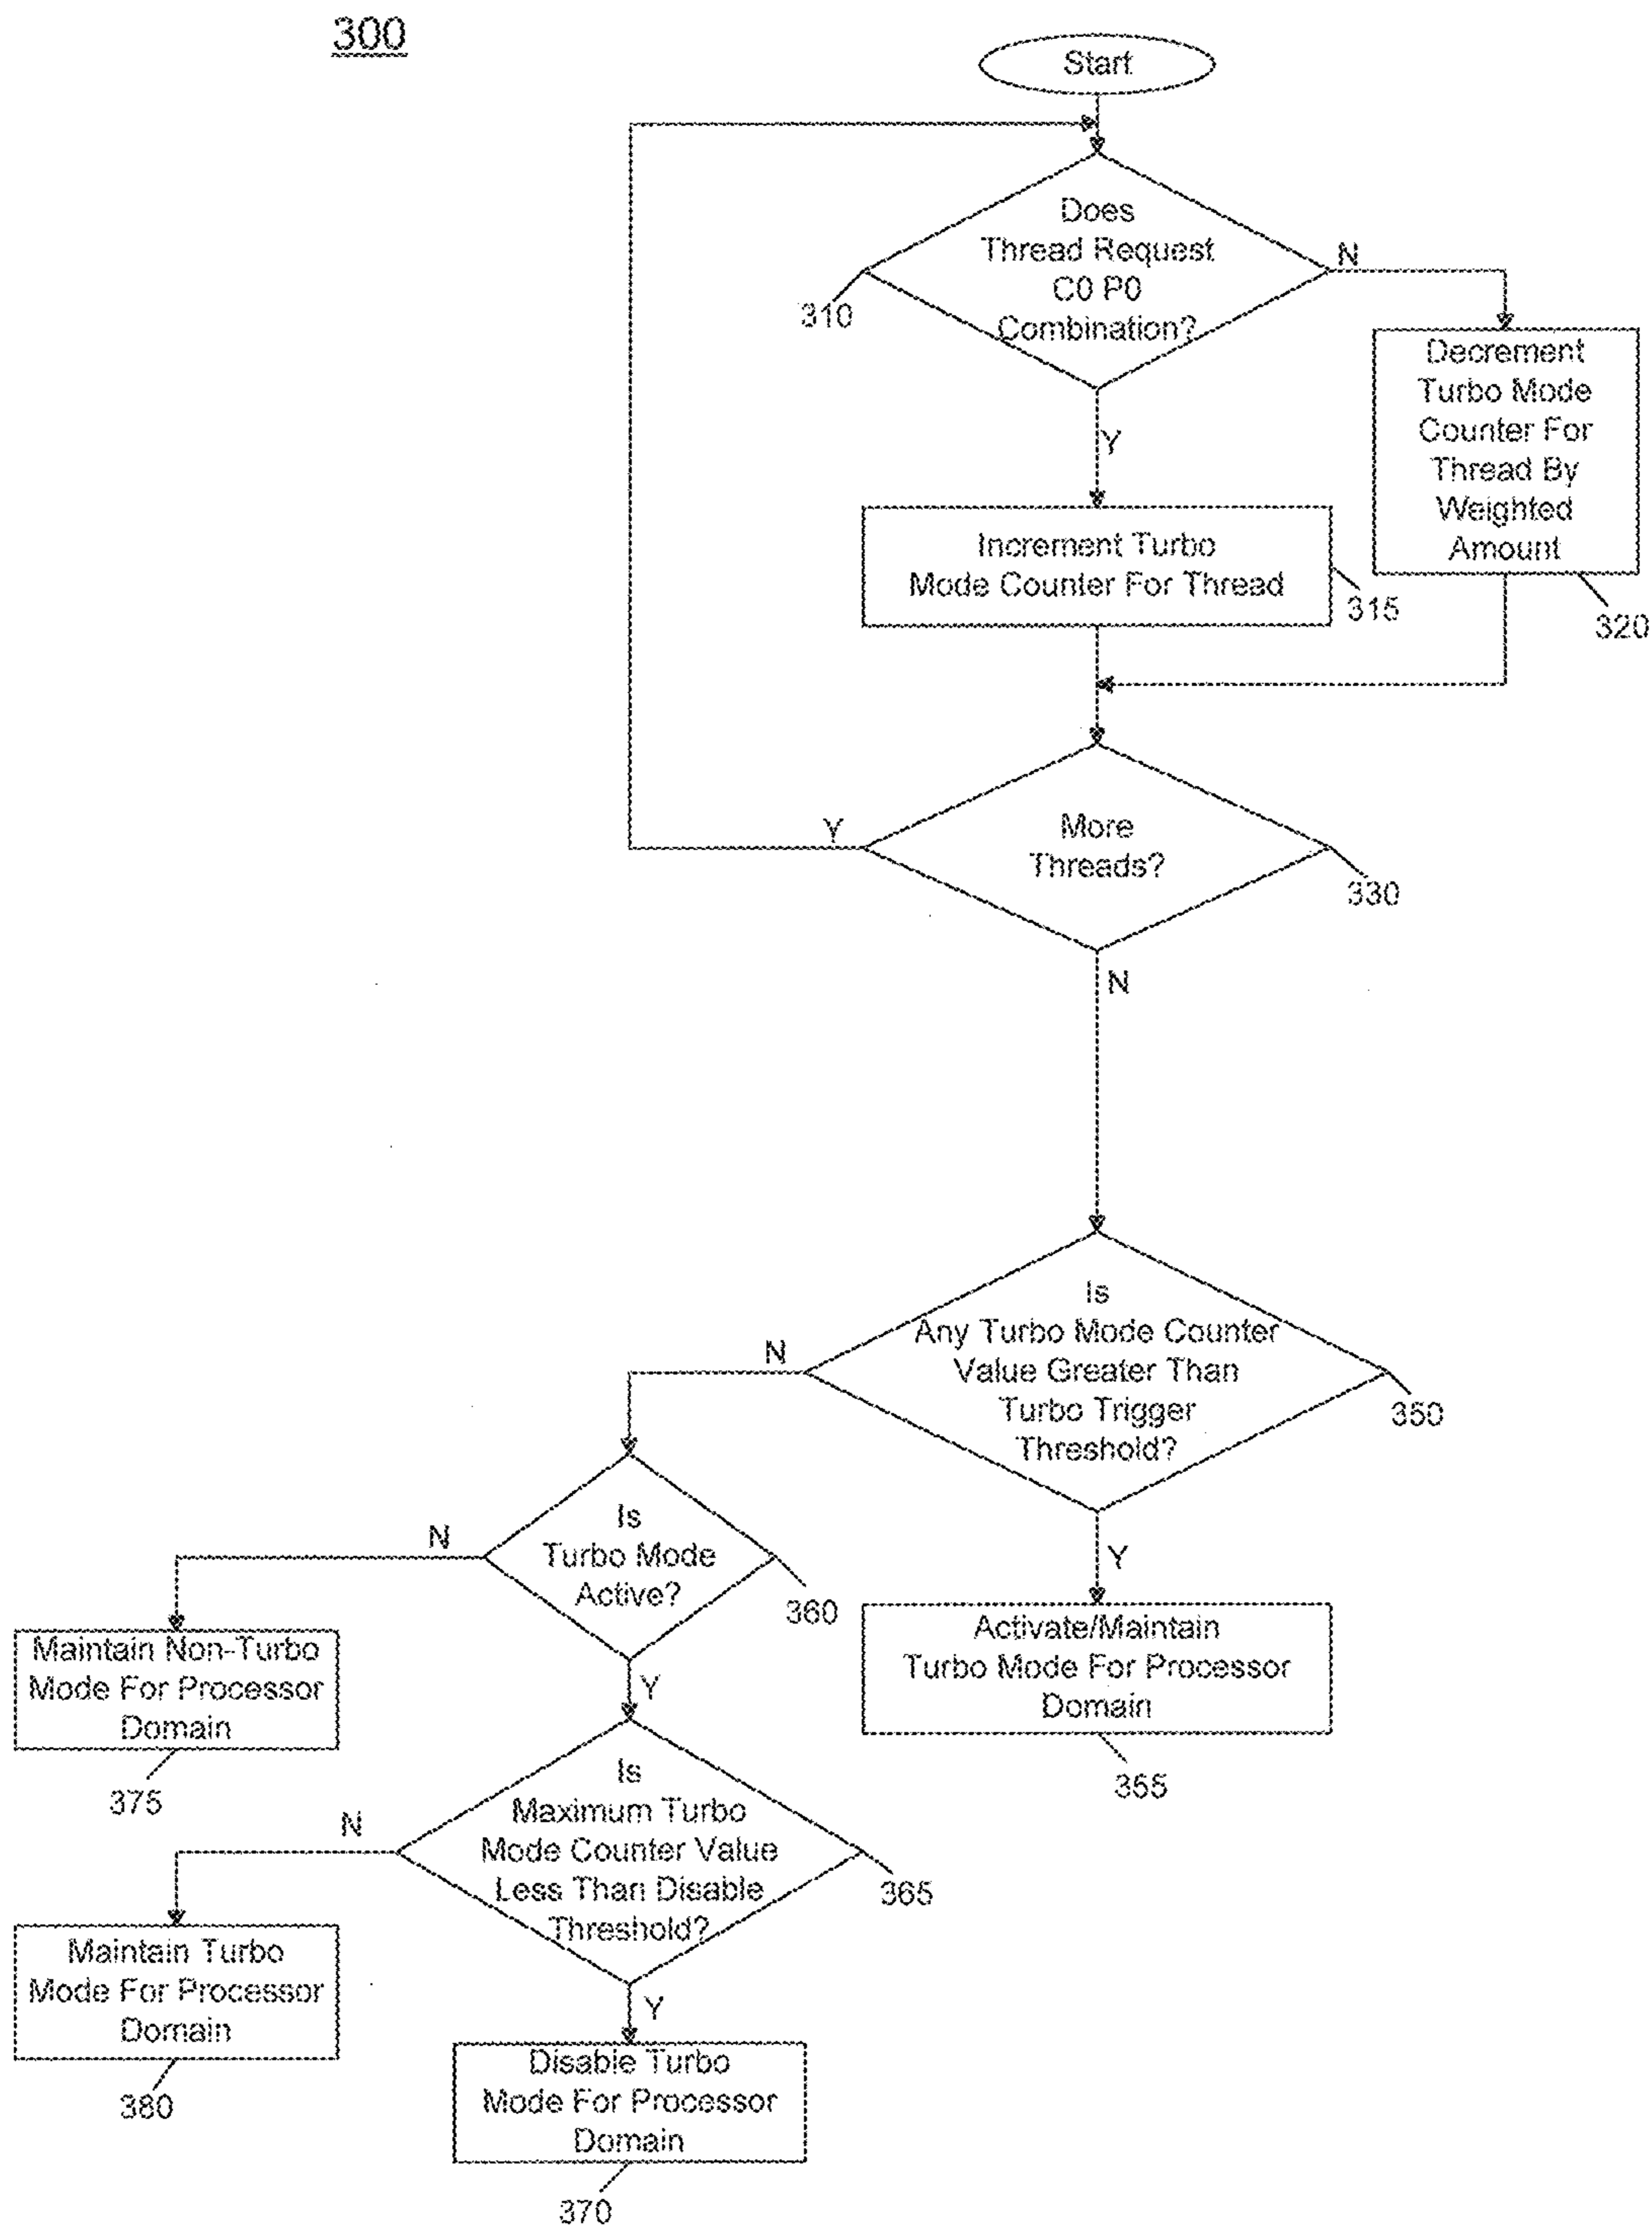 300
Start
Does
Thread Request
C0 P0
Combination?
310
N
Decrement
Turbo Mode
Counter For
Thread By
Weighted
Amount
320
Y
Increment Turbo
Mode Counter For Thread
315
More
Threads?
330
Y
N
Is
Any Turbo Mode Counter
Value Greater Than
Turbo Trigger
Threshold?
350
N
Y
Activate/Maintain
Turbo Mode For Processor
Domain
355
Is
Turbo Mode
Active?
360
N
Y
Maintain Non-Turbo
Mode For Processor
Domain
375
Is
Maximum Turbo
Mode Counter Value
Less Than Disable
Threshold?
365
N
Y
Maintain Turbo
Mode For Processor
Domain
380
Disable Turbo
Mode For Processor
Domain
370